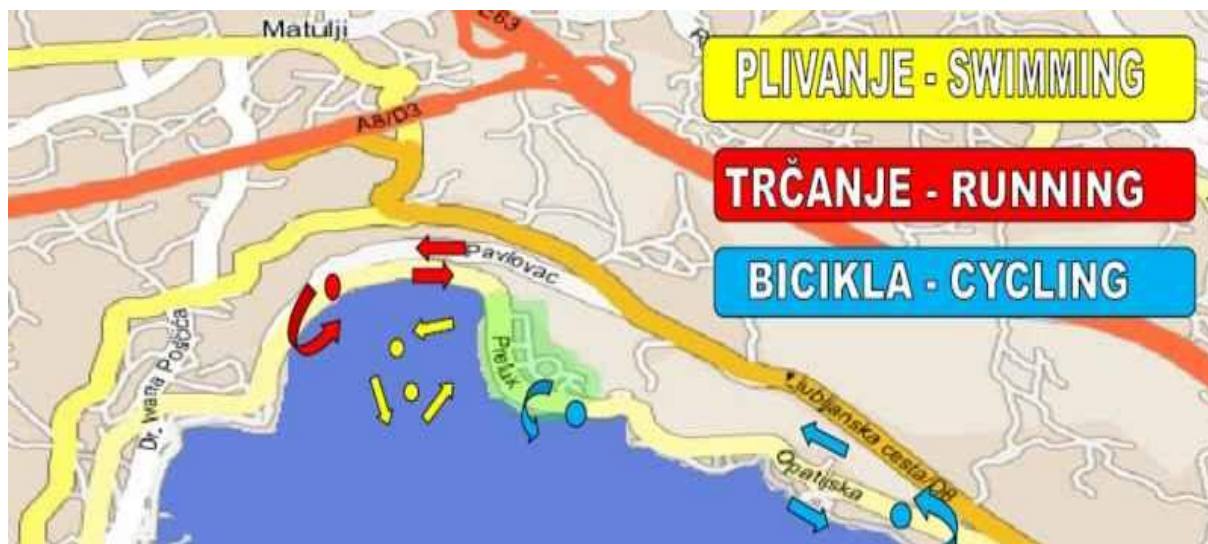 Matulji
E63
PLIVANJE - SWIMMING
A8/D3
TRČANJE - RUNNING
Pavlovac
BICIKLA - CYCLING
Preluk
Dr. Ivana Poščića
Ljubljanska cesta/D8
Opatijska